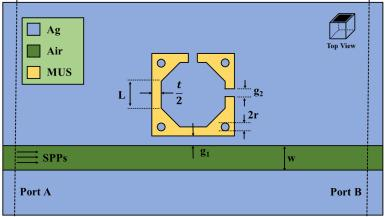 Ag
Air
MUS
Top View
L
t/2
g₂
2r
g₁
SPPs
w
Port A
Port B